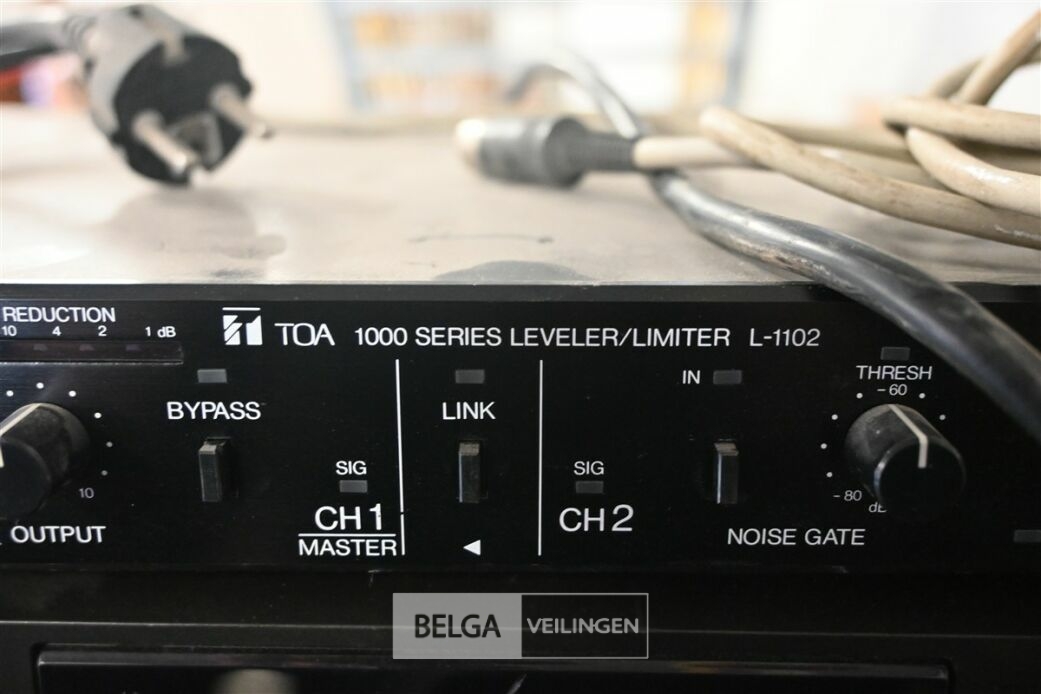 REDUCTION
10 4 2 1 dB
TOA 1000 SERIES LEVELER/LIMITER L-1102
BYPASS
LINK
IN
THRESH
-60
SIG
SIG
10
-80
dB
OUTPUT
CH 1
MASTER
CH 2
NOISE GATE
BELGA VEILINGEN